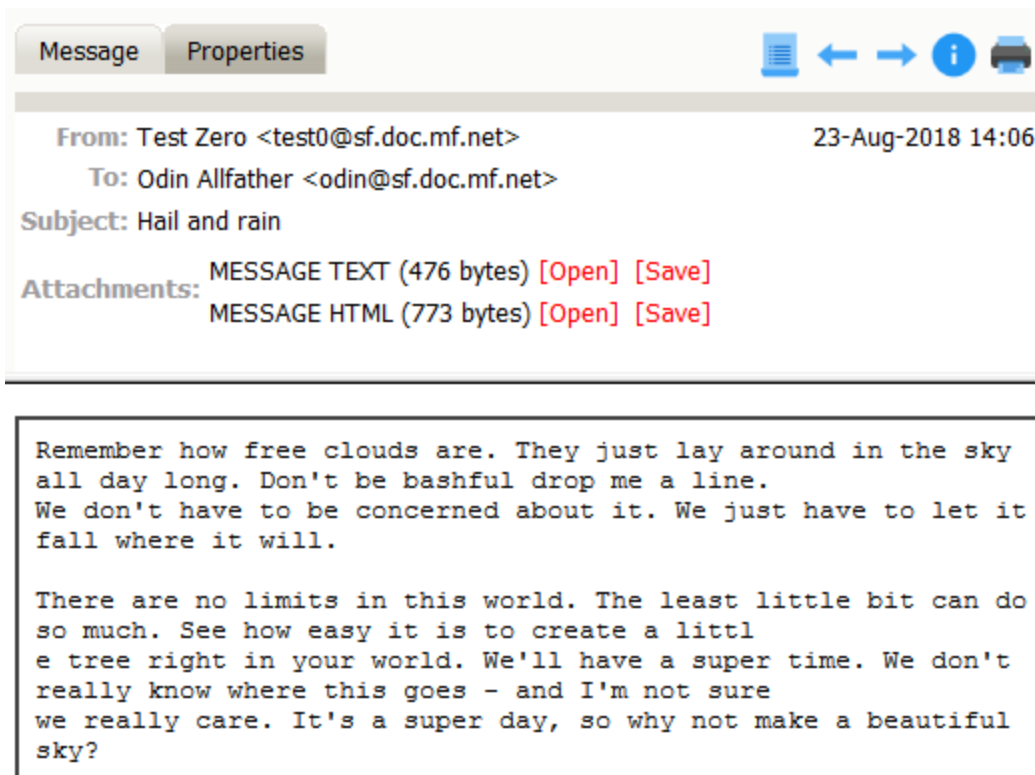 Message Properties
From: Test Zero <test0@sf.doc.mf.net> 23-Aug-2018 14:06
To: Odin Allfather <odin@sf.doc.mf.net>
Subject: Hail and rain
Attachments: MESSAGE TEXT (476 bytes) [Open] [Save]
MESSAGE HTML (773 bytes) [Open] [Save]
Remember how free clouds are. They just lay around in the sky
all day long. Don't be bashful drop me a line.
We don't have to be concerned about it. We just have to let it
fall where it will.
There are no limits in this world. The least little bit can do
so much. See how easy it is to create a littl
e tree right in your world. We'll have a super time. We don't
really know where this goes - and I'm not sure
we really care. It's a super day, so why not make a beautiful
sky?